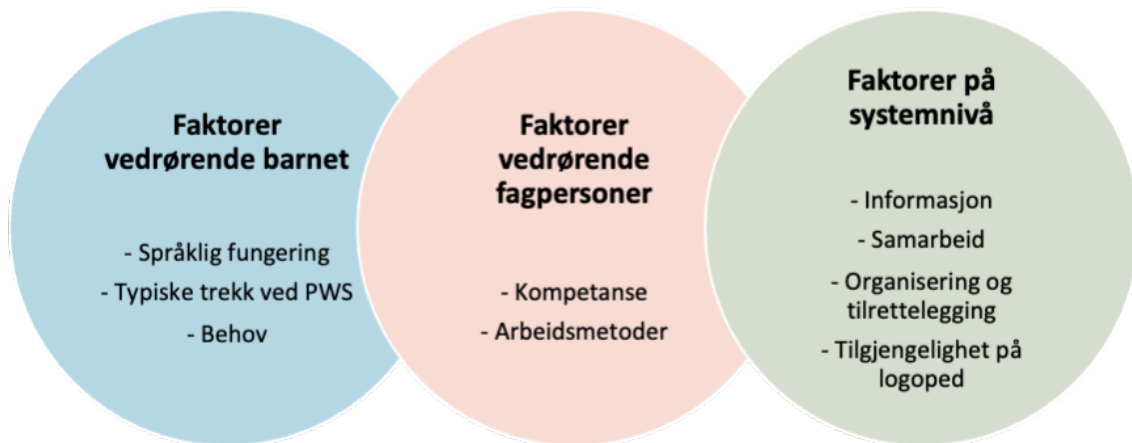 Faktorer
vedrørende barnet
- Språklig fungering
- Typiske trekk ved PWS
- Behov
Faktorer
vedrørende
fagpersoner
- Kompetanse
- Arbeidsmetoder
Faktorer på
systemnivå
- Informasjon
- Samarbeid
- Organisering og
tilrettelegging
- Tilgjengelighet på
logoped